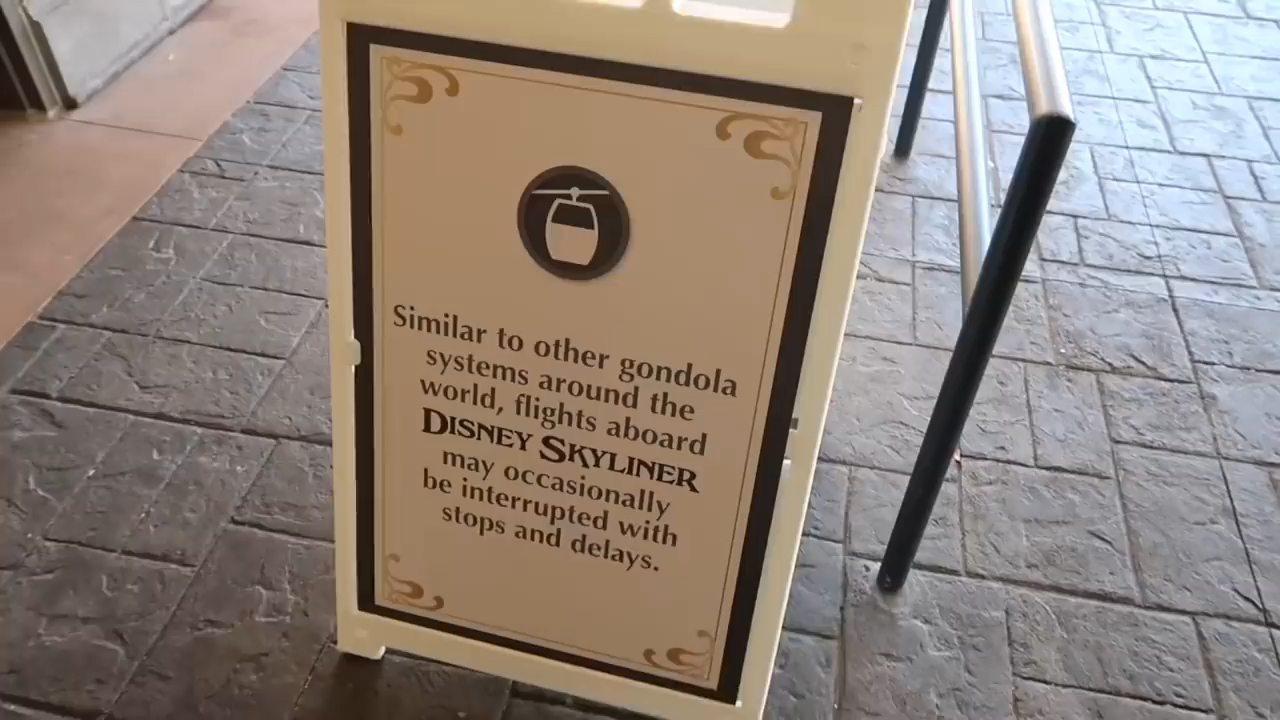 Similar to other gondola
systems around the
world, flights aboard
DISNEY SKYLINER
may occasionally
be interrupted with
stops and delays.